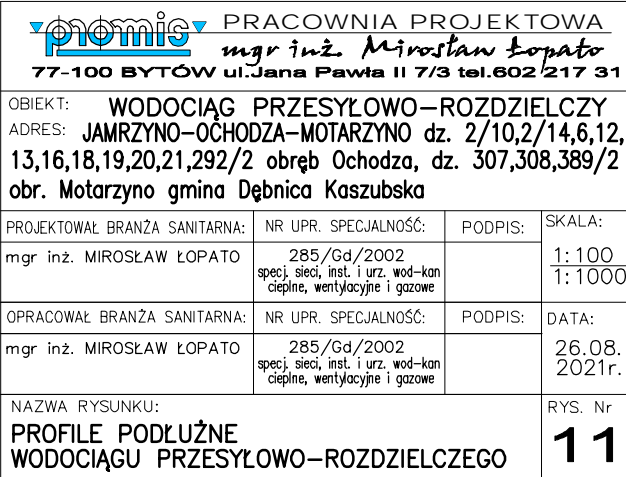 promis PRACOWNIA PROJEKTOWA
mgr inż. Mirosław Łopato
77-100 BYTÓW ul.Jana Pawła II 7/3 tel.602 217 31
OBIEKT: WODOCIĄG PRZESYŁOWO-ROZDZIELCZY
ADRES: JAMRZYNO-OCHODZA-MOTARZYNO dz. 2/10,2/14,6,12,
13,16,18,19,20,21,292/2 obręb Ochodza, dz. 307,308,389/2
obr. Motarzyno gmina Dębnica Kaszubska
PROJEKTOWAŁ BRANŻA SANITARNA: NR UPR. SPECJALNOŚĆ: PODPIS: SKALA:
mgr inż. MIROSŁAW ŁOPATO 285/Gd/2002 1:100
specj. sieci, inst. i urz. wod-kan 1:1000
cieplne, wentylacyjne i gazowe
OPRACOWAŁ BRANŻA SANITARNA: NR UPR. SPECJALNOŚĆ: PODPIS: DATA:
mgr inż. MIROSŁAW ŁOPATO 285/Gd/2002 26.08.
specj. sieci, inst. i urz. wod-kan 2021r.
cieplne, wentylacyjne i gazowe
NAZWA RYSUNKU: RYS. Nr
PROFILE PODŁUŻNE 11
WODOCIĄGU PRZESYŁOWO-ROZDZIELCZEGO